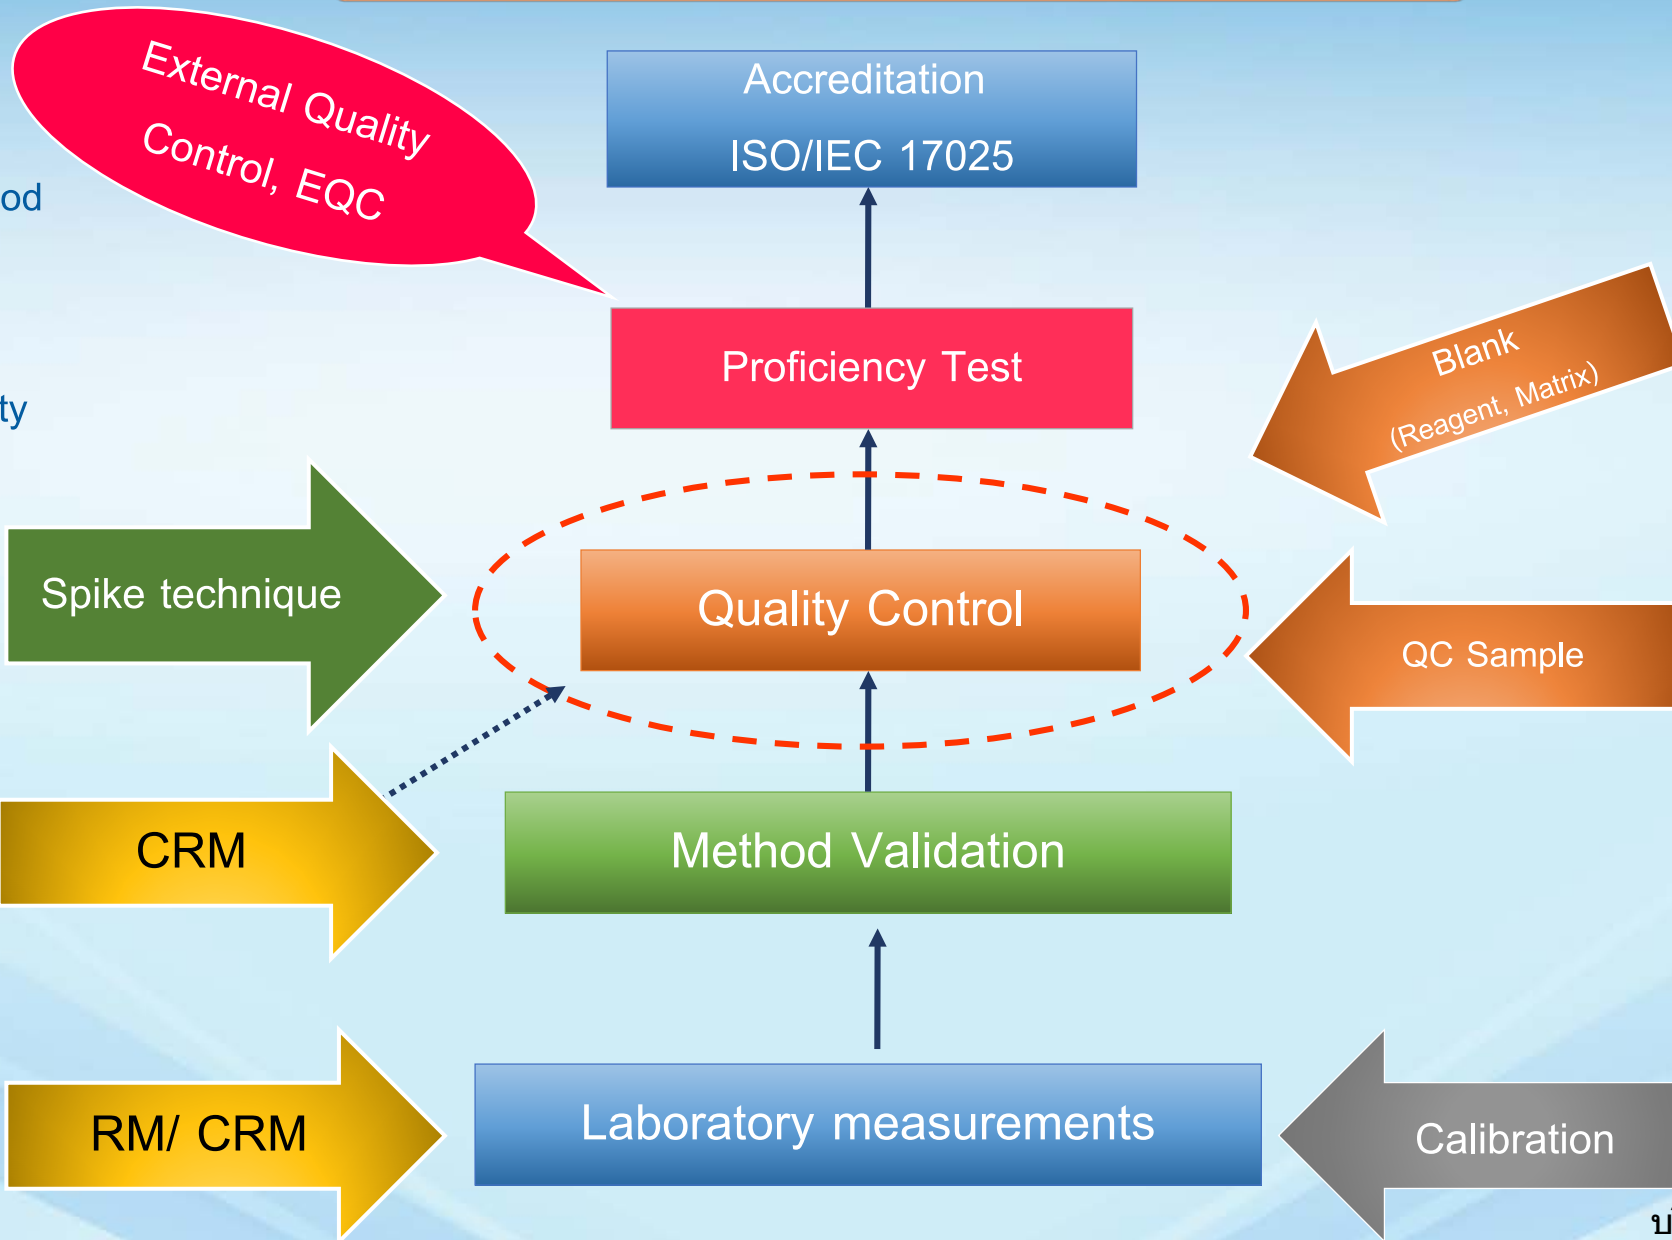 External Quality
Control, EQC
Accreditation
ISO/IEC 17025
od
Proficiency Test
Blank
(Reagent, Matrix)
ty
Spike technique
Quality Control
QC Sample
CRM
Method Validation
RM/ CRM
Laboratory measurements
Calibration